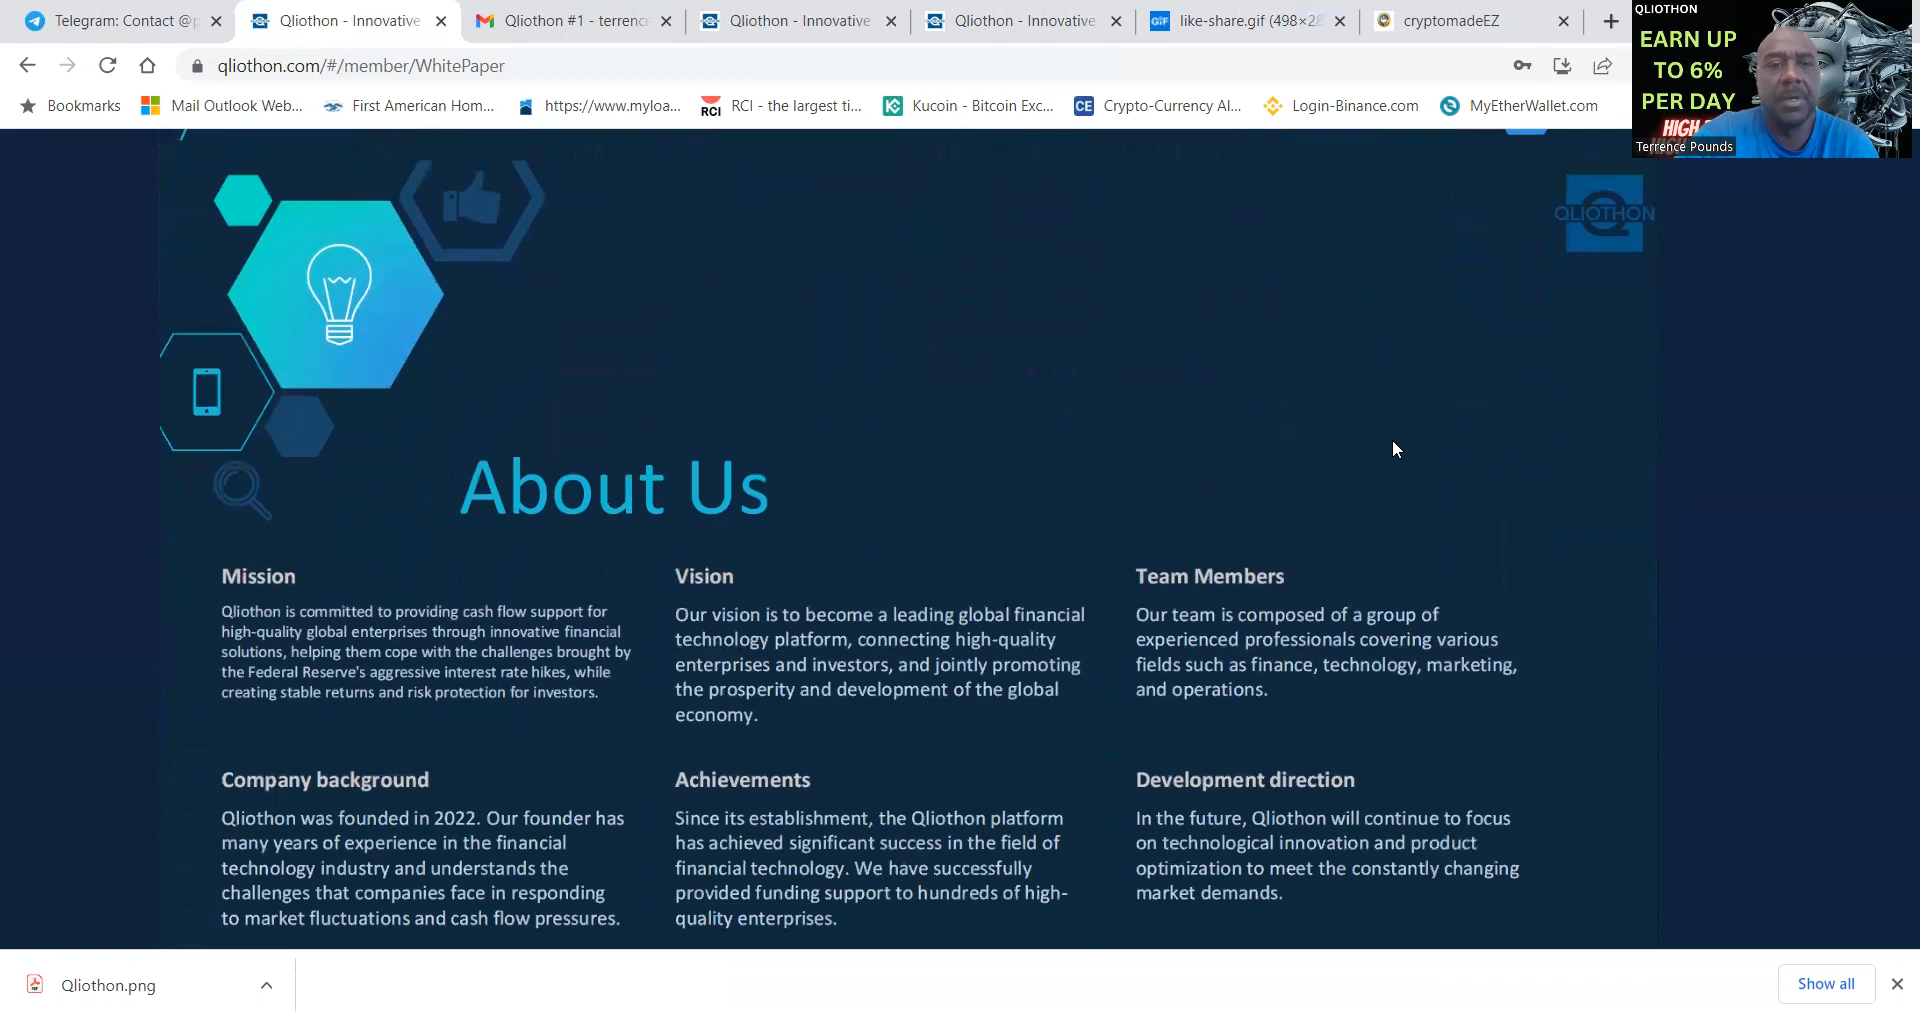 Telegram: Contact @
Qliothon - Innovative
Qliothon #1 - terrence
Qliothon - Innovative
Qliothon - Innovative
like-share.gif (498×28
cryptomadeEZ
qliothon.com/#/member/WhitePaper
Bookmarks
Mail Outlook Web...
First American Hom...
https://www.myloa...
RCI
RCI - the largest ti...
Kucoin - Bitcoin Exc...
CE
Crypto-Currency Al...
Login-Binance.com
MyEtherWallet.com
QLIOTHON
EARN UP
TO 6%
PER DAY
HIGH
Terrence Pounds
QLIOTHON
About Us
Mission
Qliothon is committed to providing cash flow support for
high-quality global enterprises through innovative financial
solutions, helping them cope with the challenges brought by
the Federal Reserve's aggressive interest rate hikes, while
creating stable returns and risk protection for investors.
Vision
Our vision is to become a leading global financial
technology platform, connecting high-quality
enterprises and investors, and jointly promoting
the prosperity and development of the global
economy.
Team Members
Our team is composed of a group of
experienced professionals covering various
fields such as finance, technology, marketing,
and operations.
Company background
Qliothon was founded in 2022. Our founder has
many years of experience in the financial
technology industry and understands the
challenges that companies face in responding
to market fluctuations and cash flow pressures.
Achievements
Since its establishment, the Qliothon platform
has achieved significant success in the field of
financial technology. We have successfully
provided funding support to hundreds of high-
quality enterprises.
Development direction
In the future, Qliothon will continue to focus
on technological innovation and product
optimization to meet the constantly changing
market demands.
Qliothon.png
Show all